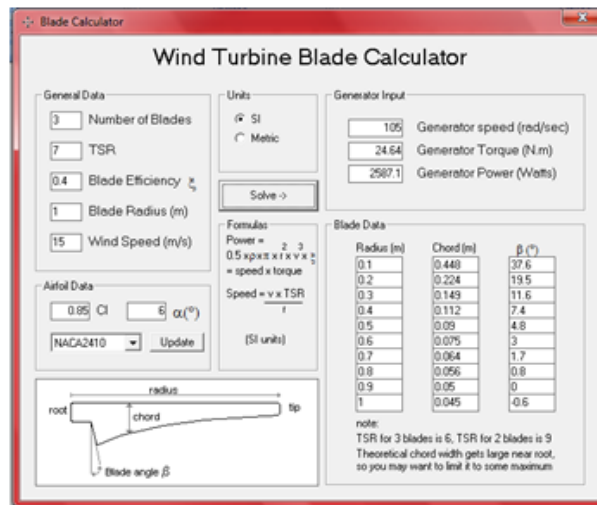 Blade Calculator
Wind Turbine Blade Calculator
General Data
3 Number of Blades
7 TSR
0.4 Blade Efficiency ξ
1 Blade Radius (m)
15 Wind Speed (m/s)
Airfoil Data
0.85 Cl 6 α(º)
NACA2410 Update
Units
SI
Metric
Solve ->
Formulas
Power =
2 3
0.5 x ρ x π x r x v x ξ
= speed x torque
Speed = v x TSR
r
(SI units)
Generator Input
105 Generator speed (rad/sec)
24.64 Generator Torque (N.m)
2587.1 Generator Power (Watts)
Blade Data
Radius (m) Chord (m) β (º)
0.1 0.448 37.6
0.2 0.224 19.5
0.3 0.149 11.6
0.4 0.112 7.4
0.5 0.09 4.8
0.6 0.075 3
0.7 0.064 1.7
0.8 0.056 0.8
0.9 0.05 0
1 0.045 -0.6
note:
TSR for 3 blades is 6, TSR for 2 blades is 9
Theoretical chord width gets large near root,
so you may want to limit it to some maximum
radius
root tip
chord
Blade angle β